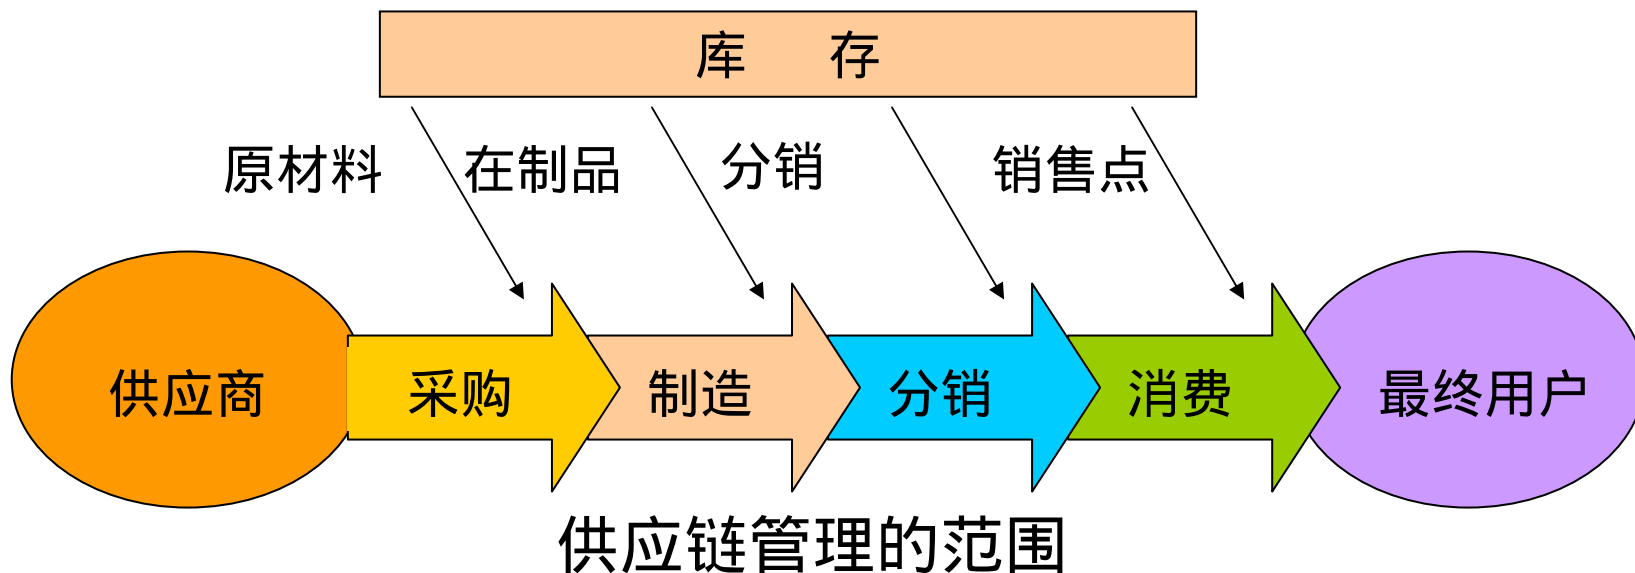 库 存
原材料 在制品 分销 销售点
供应商 采购 制造 分销 消费 最终用户
供应链管理的范围